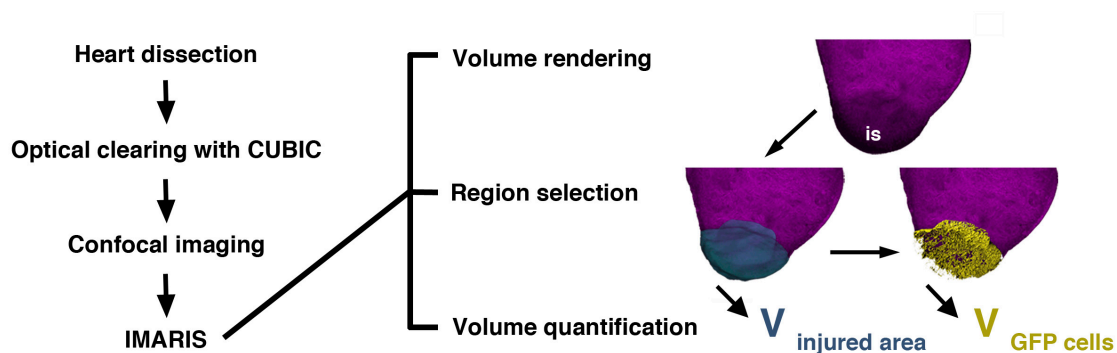 Heart dissection
Optical clearing with CUBIC
Confocal imaging
IMARIS
Volume rendering
Region selection
Volume quantification
is
V injured area
V GFP cells